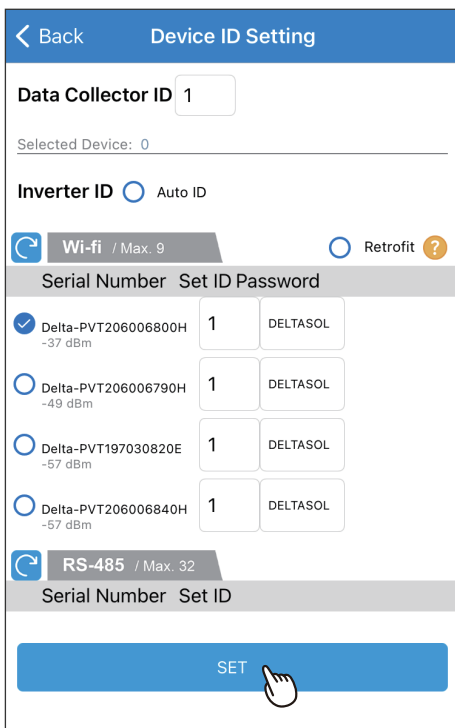 Back Device ID Setting
Data Collector ID 1
Selected Device: 0
Inverter ID Auto ID
Wi-fi / Max. 9 Retrofit ?
Serial Number Set ID Password
Delta-PVT206006800H 1 DELTASOL
-37 dBm
Delta-PVT206006790H 1 DELTASOL
-49 dBm
Delta-PVT197030820E 1 DELTASOL
-57 dBm
Delta-PVT206006840H 1 DELTASOL
-57 dBm
RS-485 / Max. 32
Serial Number Set ID
SET